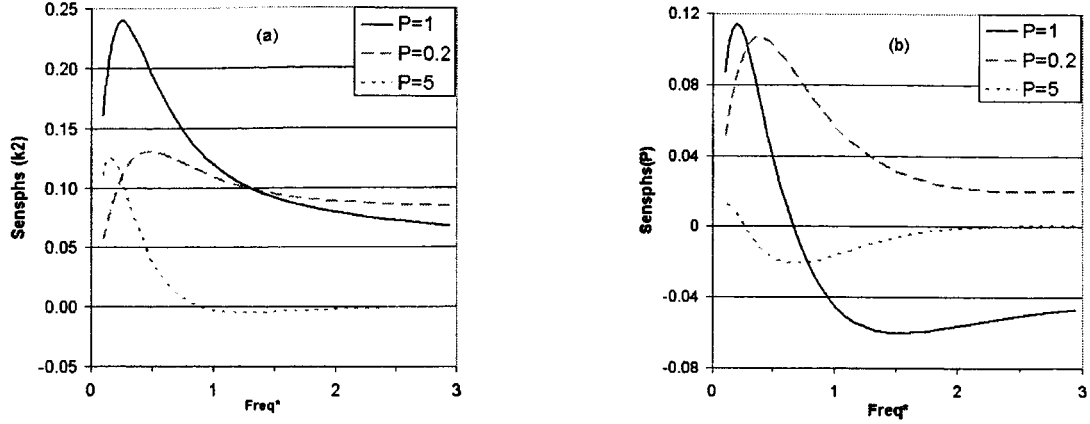 (a)
P=1
P=0.2
P=5
0.25
0.20
0.15
0.10
0.05
0.00
-0.05
Sensphs (k2)
0
1
2
3
Freq*
(b)
P=1
P=0.2
P=5
0.12
0.08
0.04
0
-0.04
-0.08
Sensphs(P)
0
1
2
3
Freq*